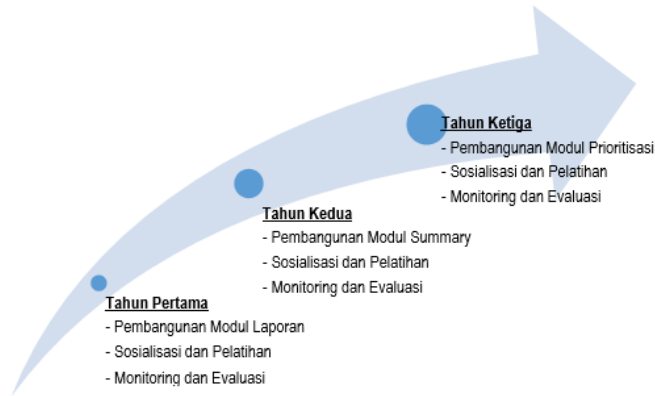 Tahun Pertama
- Pembangunan Modul Laporan
- Sosialisasi dan Pelatihan
- Monitoring dan Evaluasi
Tahun Kedua
- Pembangunan Modul Summary
- Sosialisasi dan Pelatihan
- Monitoring dan Evaluasi
Tahun Ketiga
- Pembangunan Modul Prioritisasi
- Sosialisasi dan Pelatihan
- Monitoring dan Evaluasi